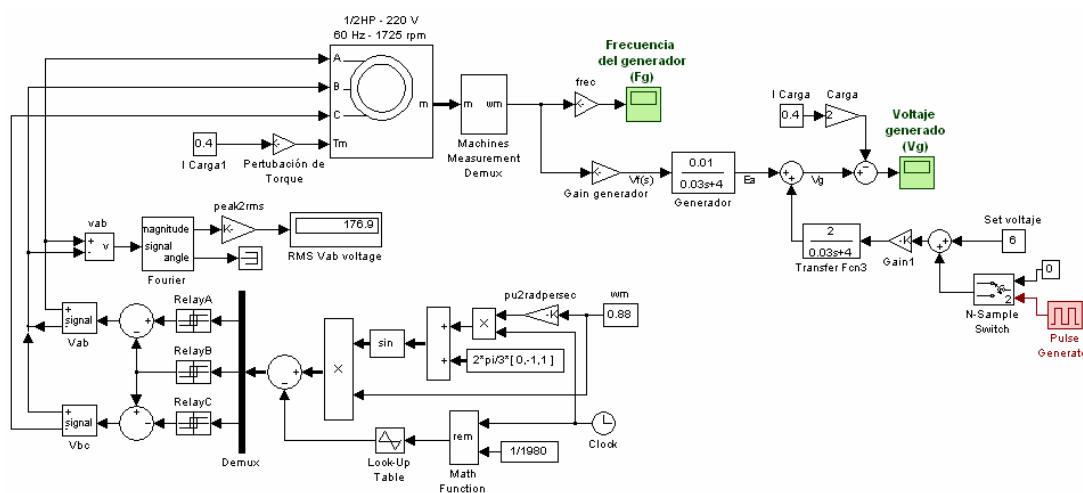 1/2HP - 220 V
60 Hz - 1725 rpm
A
B
C
Tm
m
m
wm
Machines
Measurement
Demux
0.4
I Carga1
Pertubación de
Torque
frec
Frecuencia
del generador
(Fg)
Gain generador
Vf(s)
0.01
0.03s+4
Generador
Ea
Vg
I Carga
0.4
Carga
2
Voltaje
generado
(Vg)
2
0.03s+4
Transfer Fcn3
-K
Gain1
Set voltaje
6
0
2
N-Sample
Switch
Pulse
Generato
vab
v
magnitude
signal
angle
Fourier
peak2rms
K-
176.9
RMS Vab voltage
signal
Vab
signal
Vbc
RelayA
RelayB
RelayC
Demux
sin
pu2radpersec
-K
wm
0.88
2*pi/3*[ 0,-1,1 ]
rem
Math
Function
Look-Up
Table
1/1980
Clock